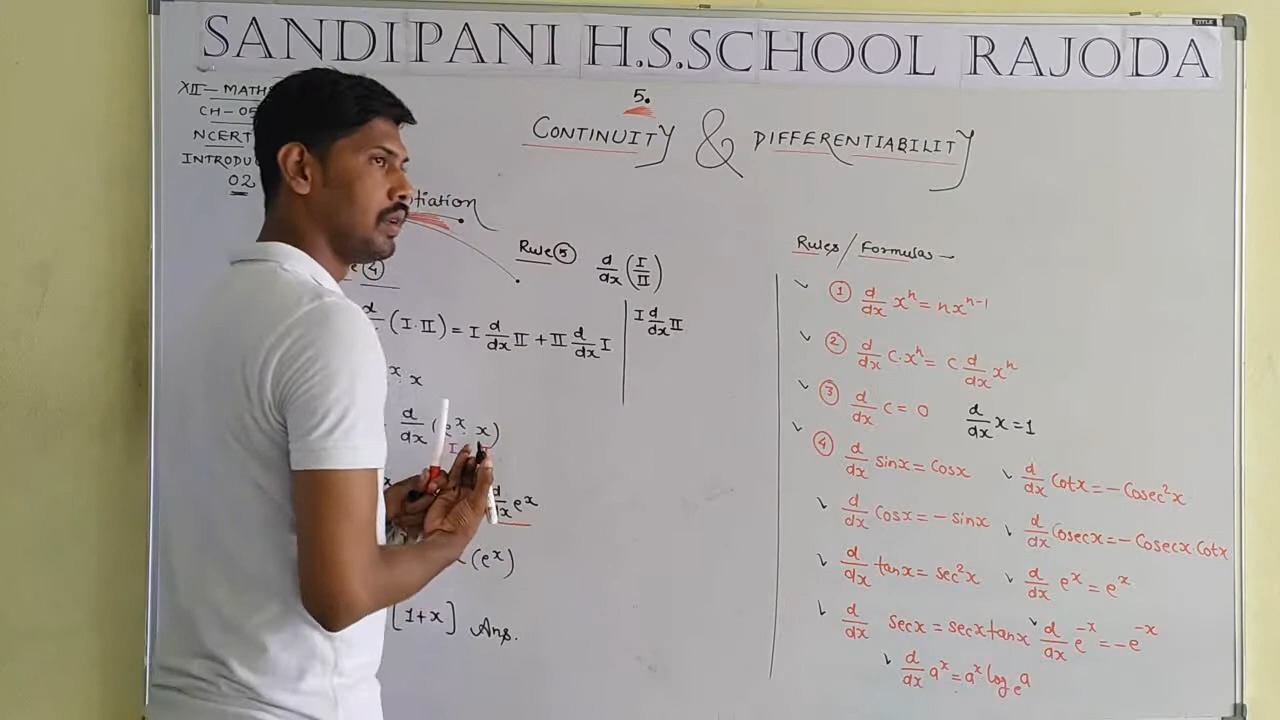 SANDIPANI H.S.SCHOOL RAJODA
TITLE
XII - MATHS
CH - 05
NCERT
INTRODU
02
5.
CONTINUITY & DIFFERENTIABILITY
tiation
④
d/dx (I·II) = I d/dx II + II d/dx I
x · x
d/dx (e^x · x)
I
d/dx e^x
(e^x)
[1+x] Ans.
Rule ⑤ d/dx (I/II)
I d/dx II
Rules / Formulas
① d/dx x^n = nx^(n-1)
② d/dx c·x^n = c d/dx x^n
③ d/dx c = 0 d/dx x = 1
④ d/dx sinx = cosx
d/dx cotx = -cosec²x
d/dx cosx = -sinx
d/dx cosecx = -cosecx·cotx
d/dx tanx = sec²x
d/dx e^x = e^x
d/dx secx = secx tanx
d/dx e^-x = -e^-x
d/dx a^x = a^x log_e a